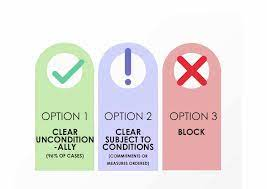 OPTION 1
CLEAR
UNCONDITION
-ALLY
(96% OF CASES)
OPTION 2
CLEAR
SUBJECT TO
CONDITIONS
(COMMITMENTS OR
MEASURES ORDERED)
OPTION 3
BLOCK